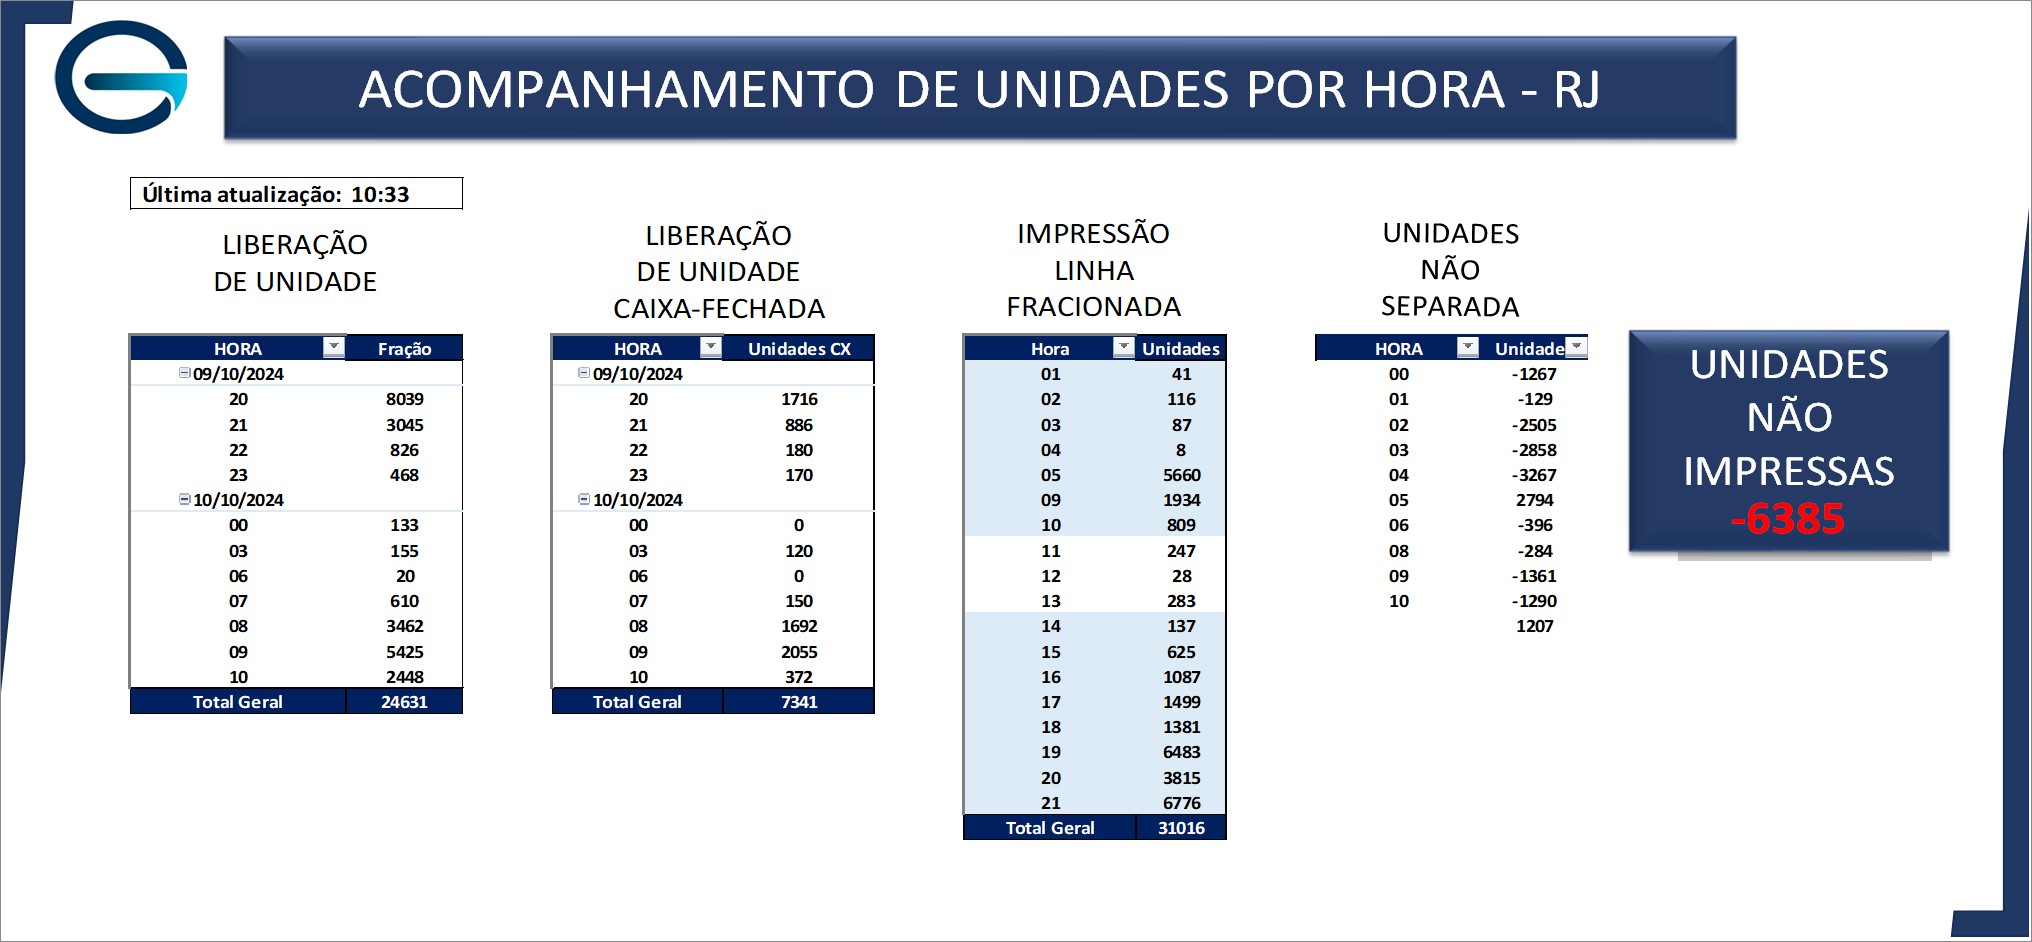 ACOMPANHAMENTO DE UNIDADES POR HORA - RJ
Última atualização: 10:33
LIBERAÇÃO
DE UNIDADE
HORA Fração
09/10/2024
20 8039
21 3045
22 826
23 468
10/10/2024
00 133
03 155
06 20
07 610
08 3462
09 5425
10 2448
Total Geral 24631
LIBERAÇÃO
DE UNIDADE
CAIXA-FECHADA
HORA Unidades CX
09/10/2024
20 1716
21 886
22 180
23 170
10/10/2024
00 0
03 120
06 0
07 150
08 1692
09 2055
10 372
Total Geral 7341
IMPRESSÃO
LINHA
FRACIONADA
Hora Unidades
01 41
02 116
03 87
04 8
05 5660
09 1934
10 809
11 247
12 28
13 283
14 137
15 625
16 1087
17 1499
18 1381
19 6483
20 3815
21 6776
Total Geral 31016
UNIDADES
NÃO
SEPARADA
HORA Unidade
00 -1267
01 -129
02 -2505
03 -2858
04 -3267
05 2794
06 -396
08 -284
09 -1361
10 -1290
1207
UNIDADES
NÃO
IMPRESSAS
-6385